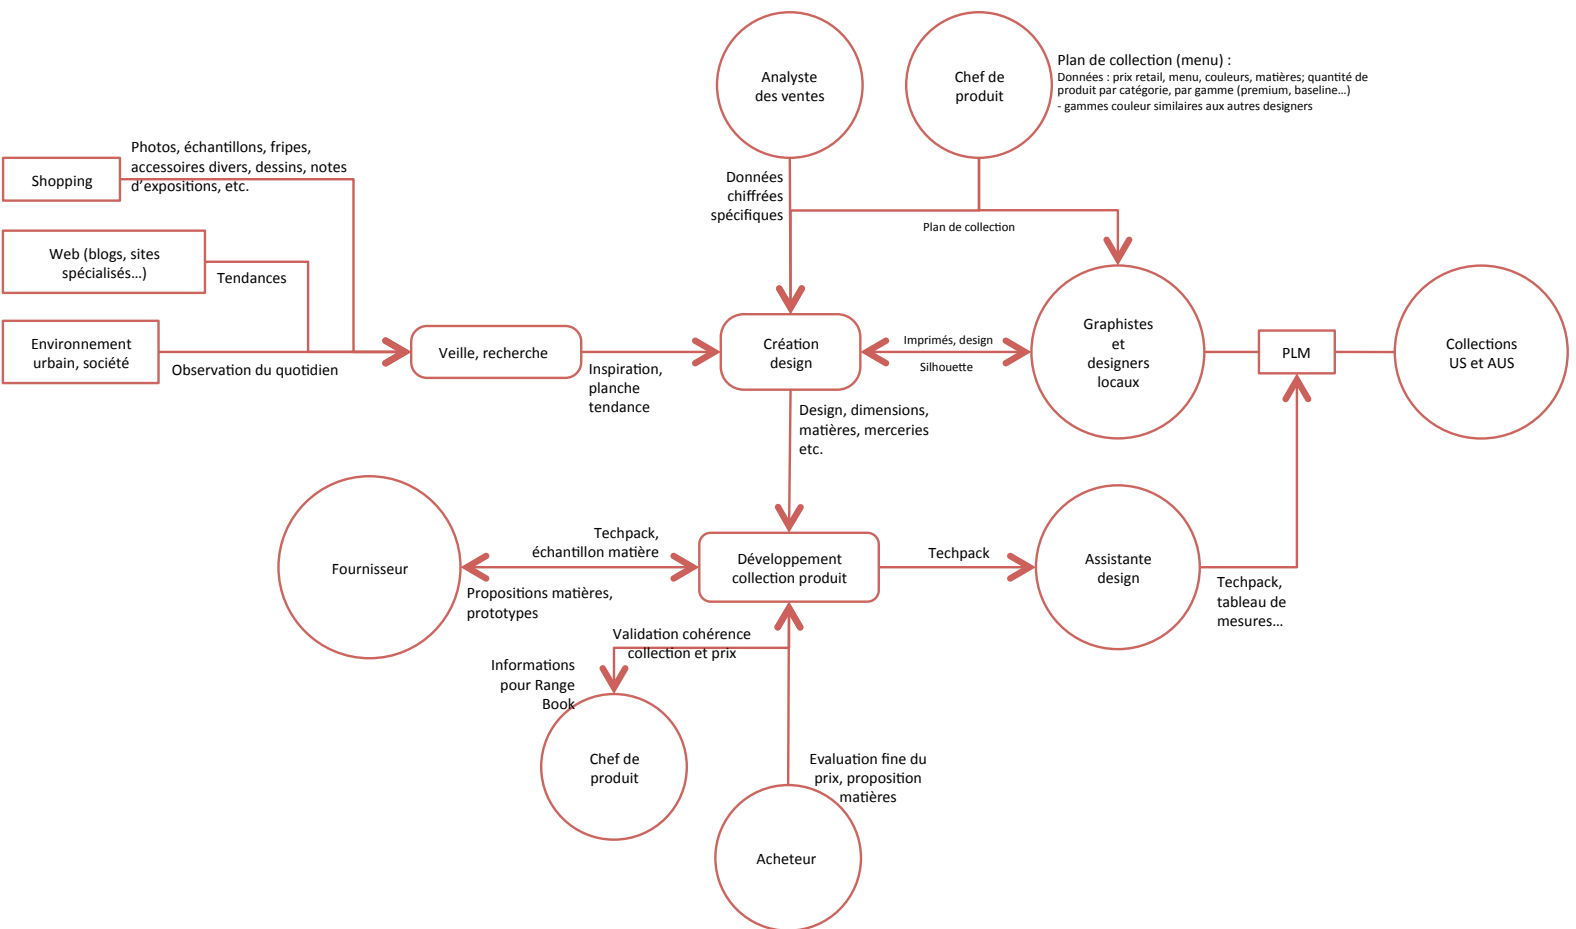 Analyste
des ventes
Chef de
produit
Plan de collection (menu) :
Données : prix retail, menu, couleurs, matières; quantité de
produit par catégorie, par gamme (premium, baseline…)
- gammes couleur similaires aux autres designers
Photos, échantillons, fripes,
accessoires divers, dessins, notes
d'expositions, etc.
Shopping
Données
chiffrées
spécifiques
Plan de collection
Web (blogs, sites
spécialisés…)
Tendances
Environnement
urbain, société
Observation du quotidien
Veille, recherche
Inspiration,
planche
tendance
Création
design
Imprimés, design
Silhouette
Graphistes
et
designers
locaux
PLM
Collections
US et AUS
Design, dimensions,
matières, merceries
etc.
Fournisseur
Techpack,
échantillon matière
Propositions matières,
prototypes
Développement
collection produit
Techpack
Assistante
design
Techpack,
tableau de
mesures…
Validation cohérence
collection et prix
Informations
pour Range
Book
Chef de
produit
Evaluation fine du
prix, proposition
matières
Acheteur